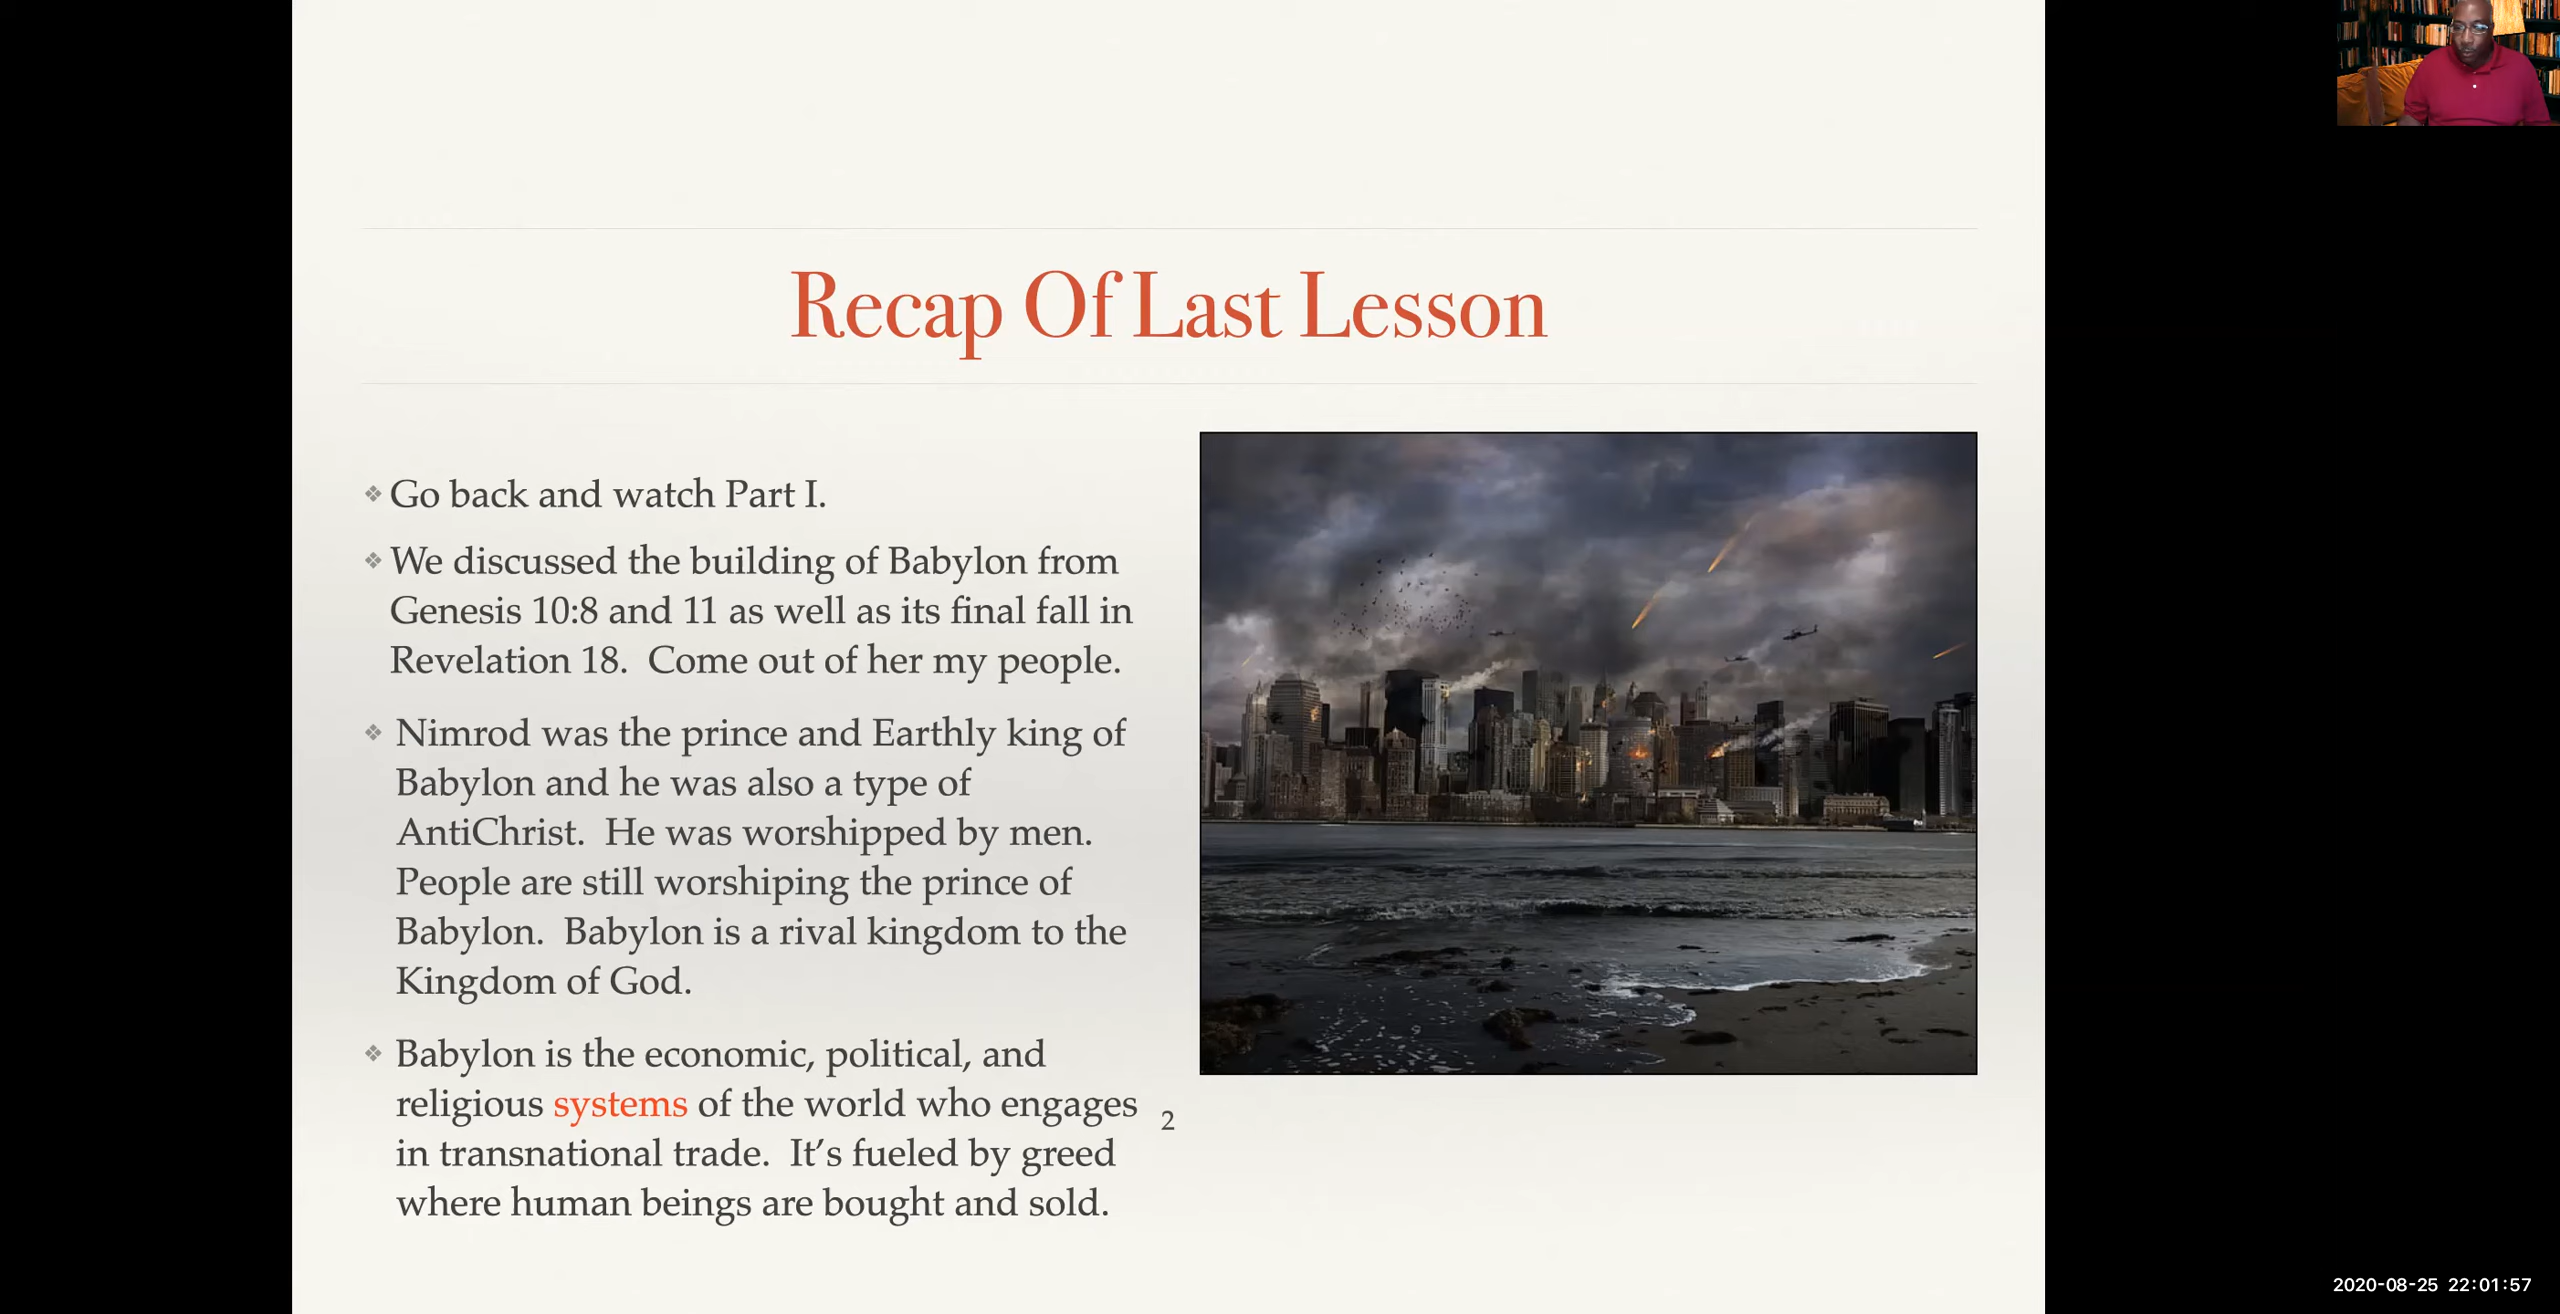 Recap Of Last Lesson
❖ Go back and watch Part I.
❖ We discussed the building of Babylon from
Genesis 10:8 and 11 as well as its final fall in
Revelation 18.  Come out of her my people.
❖ Nimrod was the prince and Earthly king of
Babylon and he was also a type of
AntiChrist.  He was worshipped by men.
People are still worshiping the prince of
Babylon.  Babylon is a rival kingdom to the
Kingdom of God.
❖ Babylon is the economic, political, and
religious systems of the world who engages
in transnational trade.  It’s fueled by greed
where human beings are bought and sold.
2
2020-08-25 22:01:57